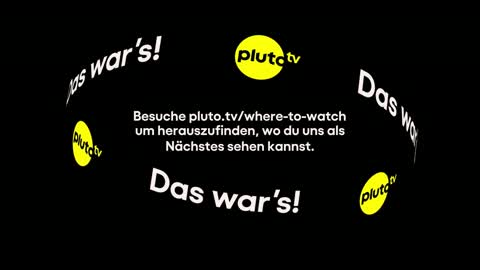 Das war's!
pluto tv
Das war
Besuche pluto.tv/where-to-watch
um herauszufinden, wo du uns als
Nächstes sehen kannst.
pluto tv
Das war's!
pluto tv